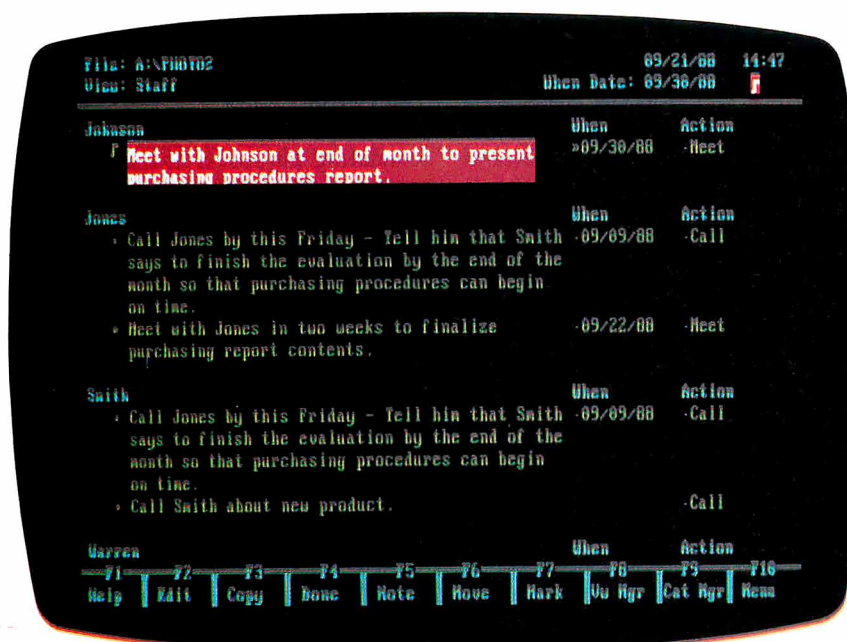 File: A:\PHOTO2 09/21/88 14:47
View: Staff When Date: 09/30/88 ♪
Johnson When Action
♪ Meet with Johnson at end of month to present »09/30/88 ·Meet
purchasing procedures report.
Jones When Action
• Call Jones by this Friday - Tell him that Smith ·09/09/88 ·Call
says to finish the evaluation by the end of the
month so that purchasing procedures can begin
on time.
• Meet with Jones in two weeks to finalize ·09/22/88 ·Meet
purchasing report contents.
Smith When Action
• Call Jones by this Friday - Tell him that Smith ·09/09/88 ·Call
says to finish the evaluation by the end of the
month so that purchasing procedures can begin
on time.
• Call Smith about new product. ·Call
Warren When Action
F1 F2 F3 F4 F5 F6 F7 F8 F9 F10
Help Edit Copy Done Note Move Mark Vu Mgr Cat Mgr Menu